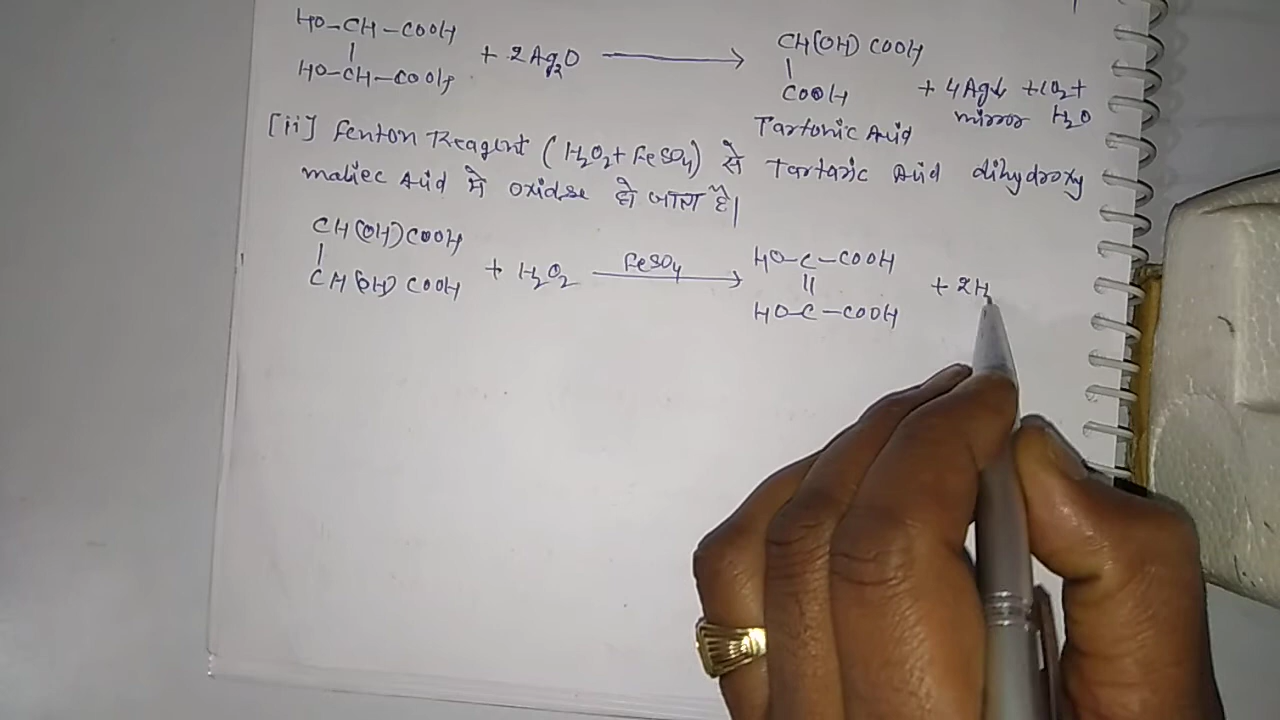 HO-CH-COOH
|
HO-CH-COOH + 2Ag2O ⟶ CH(OH)COOH
|
COOH + 4Ag↓ + CO2 +
mirror H2O
Tartonic Acid
[ii] Fenton Reagent (H2O2 + FeSO4) से Tartaric Acid dihydroxy
maliec Acid में oxidse हो जाता है|
CH(OH)COOH
|
CH(OH)COOH + H2O2 —FeSO4→ HO-C-COOH
||
HO-C-COOH + 2H